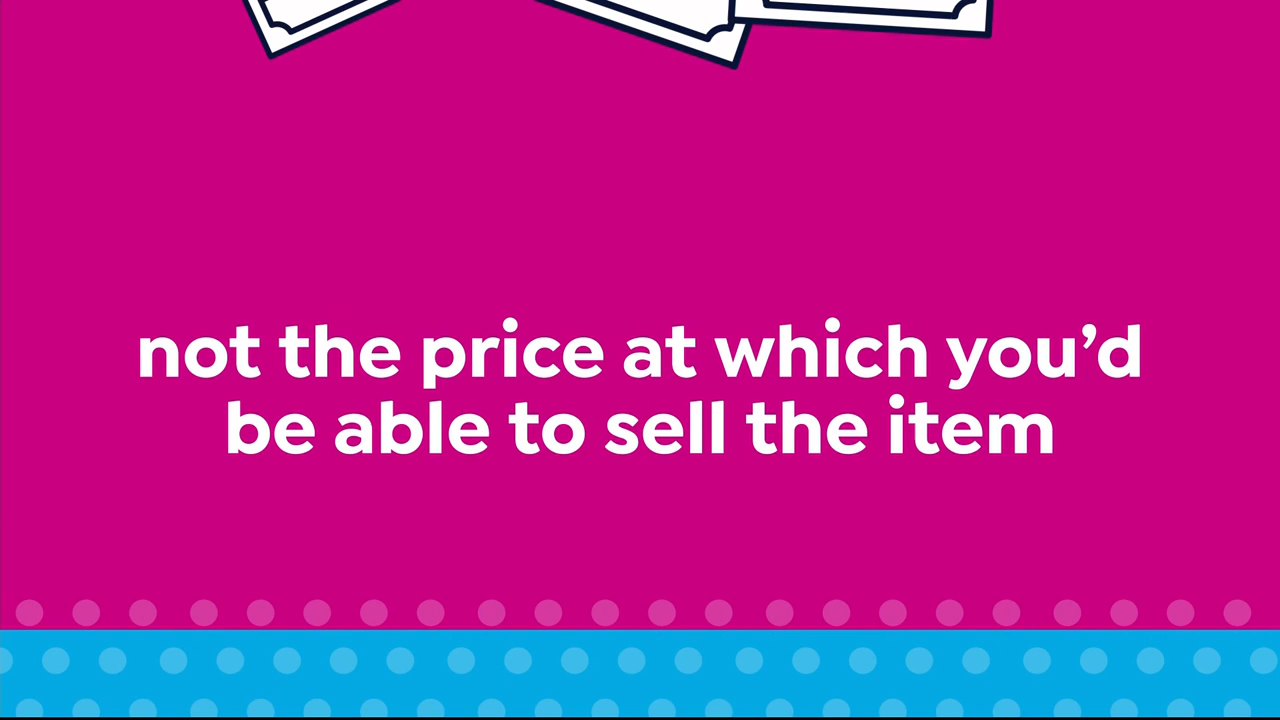 not the price at which you’d
be able to sell the item